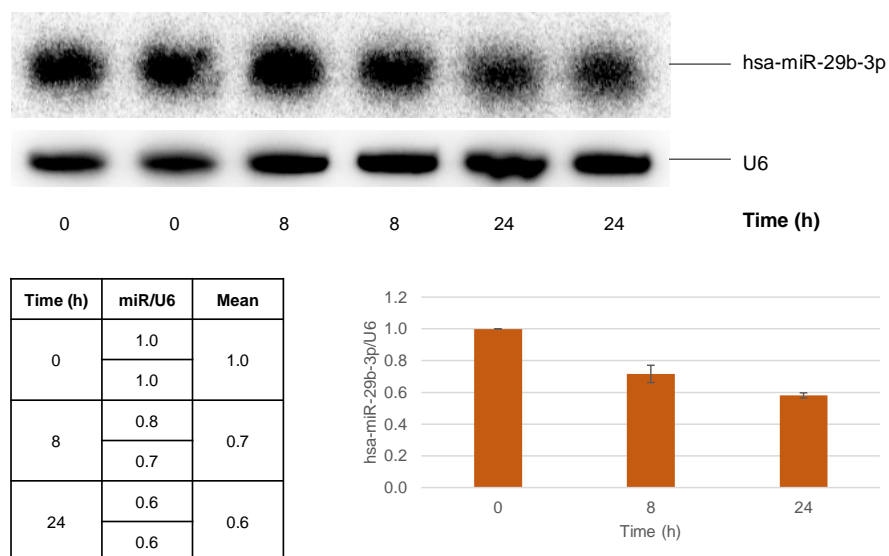 hsa-miR-29b-3p
U6
0 0 8 8 24 24 Time (h)
Time (h) miR/U6 Mean
0 1.0 1.0 1.0
8 0.8 0.7 0.7
24 0.6 0.6 0.6
hsa-miR-29b-3p/U6
1.2
1.0
0.8
0.6
0.4
0.2
0.0
0 8 24
Time (h)